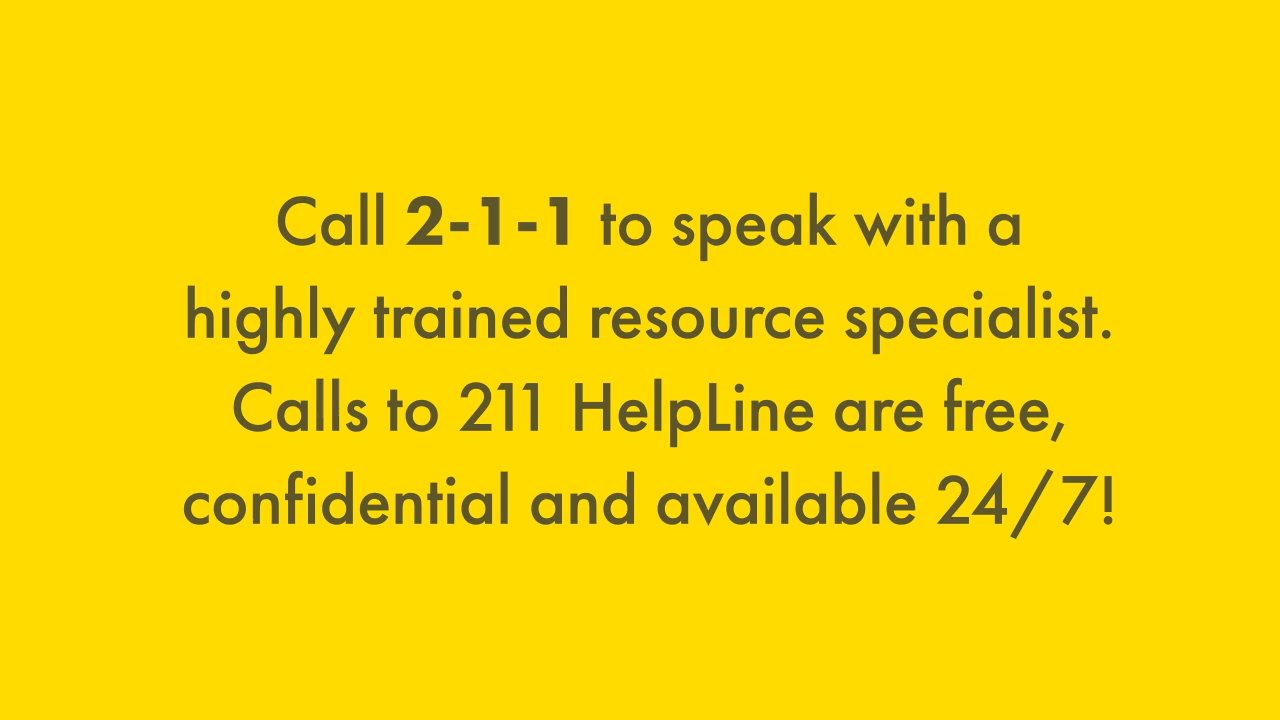 Call 2-1-1 to speak with a
highly trained resource specialist.
Calls to 211 HelpLine are free,
confidential and available 24/7!